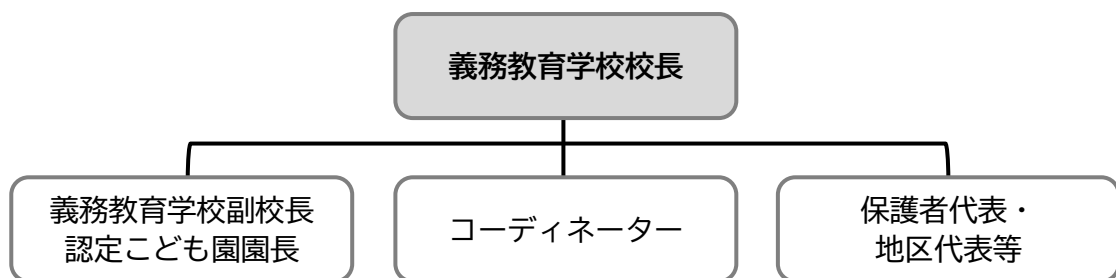 義務教育学校校長
義務教育学校副校長
認定こども園園長
コーディネーター
保護者代表・
地区代表等